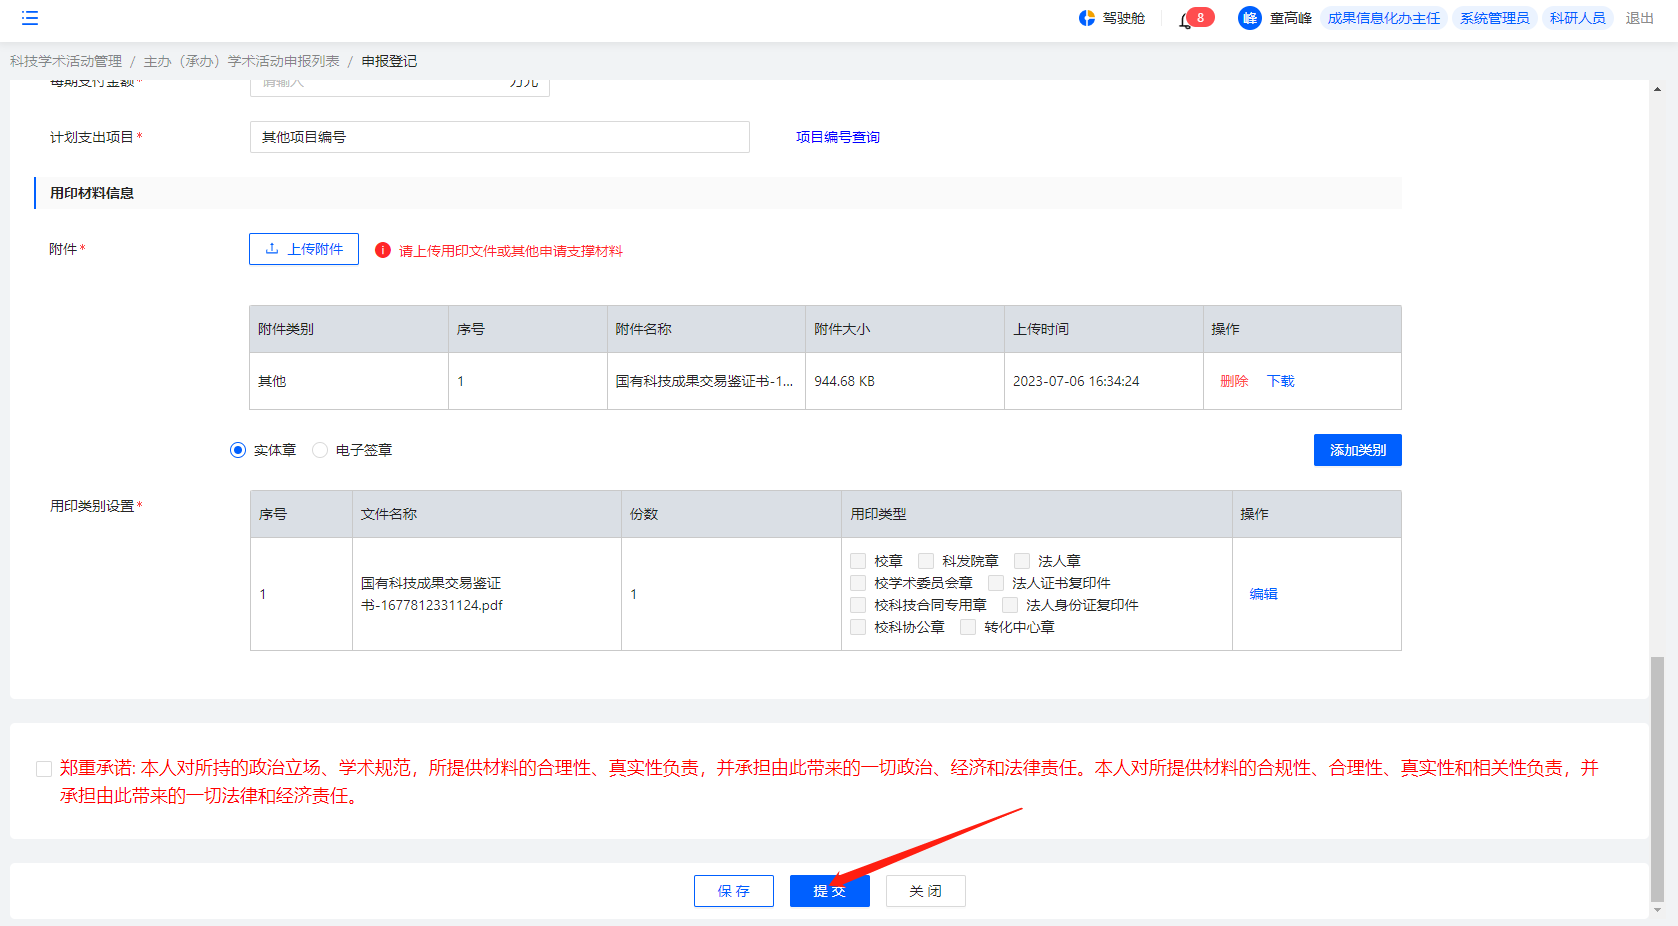 驾驶舱 8 峰 童高峰 成果信息化办主任 系统管理员 科研人员 退出
科技学术活动管理 / 主办（承办）学术活动申报列表 / 申报登记
每期支付金额* 请输入 万元
计划支出项目* 其他项目编号 项目编号查询
用印材料信息
附件* 上传附件 请上传用印文件或其他申请支撑材料
附件类别 序号 附件名称 附件大小 上传时间 操作
其他 1 国有科技成果交易鉴证书-1... 944.68 KB 2023-07-06 16:34:24 删除 下载
实体章 电子签章 添加类别
用印类别设置*
序号 文件名称 份数 用印类型 操作
校章 科发院章 法人章
1 国有科技成果交易鉴证 1 校学术委员会章 法人证书复印件 编辑
书-1677812331124.pdf 校科技合同专用章 法人身份证复印件
校科协公章 转化中心章
郑重承诺: 本人对所持的政治立场、学术规范，所提供材料的合理性、真实性负责，并承担由此带来的一切政治、经济和法律责任。本人对所提供材料的合规性、合理性、真实性和相关性负责，并
承担由此带来的一切法律和经济责任。
保 存 提 交 关 闭